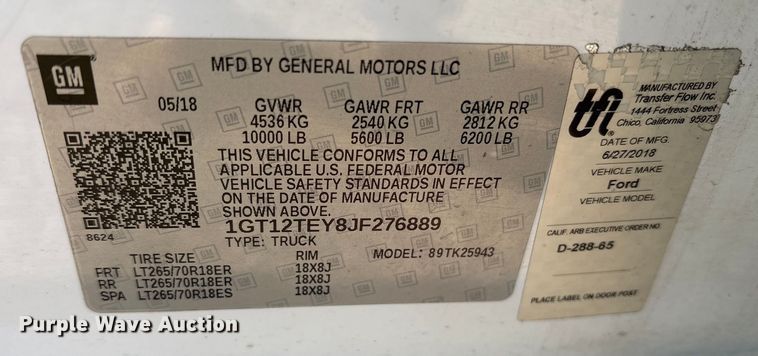 GM
MFD BY GENERAL MOTORS LLC
05/18 GVWR GAWR FRT GAWR RR
4536 KG 2540 KG 2812 KG
10000 LB 5600 LB 6200 LB
THIS VEHICLE CONFORMS TO ALL
APPLICABLE U.S. FEDERAL MOTOR
VEHICLE SAFETY STANDARDS IN EFFECT
ON THE DATE OF MANUFACTURE
SHOWN ABOVE.
8624
1GT12TEY8JF276889
TYPE: TRUCK MODEL: 89TK25943
TIRE SIZE RIM
FRT LT265/70R18ER 18X8J
RR LT265/70R18ER 18X8J
SPA LT265/70R18ES 18X8J
tfi
MANUFACTURED BY
Transfer Flow Inc.
1444 Fortress Street
Chico, California 95973
DATE OF MFG.
6/27/2018
VEHICLE MAKE
Ford
VEHICLE MODEL
CALIF ARB EXECUTIVE ORDER NO.
D-288-65
PLACE LABEL ON DOOR POST
Purple Wave Auction